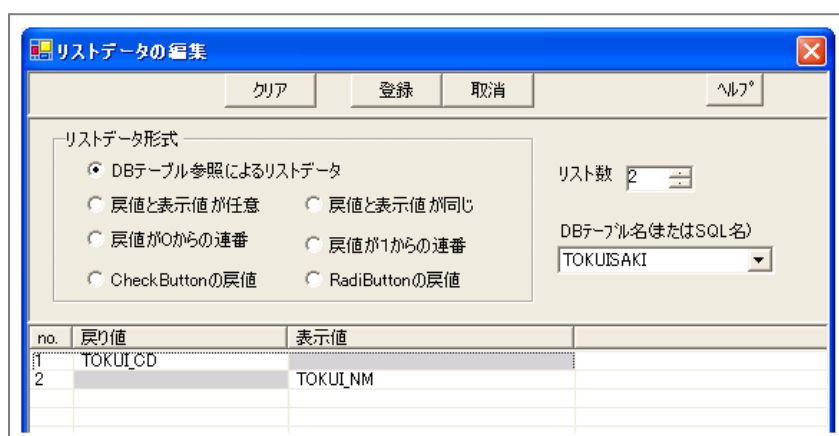 リストデータの編集
クリア 登録 取消 ヘルプ
リストデータ形式
DBテーブル参照によるリストデータ
戻値と表示値が任意 戻値と表示値が同じ
戻値が0からの連番 戻値が1からの連番
CheckButtonの戻値 RadiButtonの戻値
リスト数 2
DBテーブル名(またはSQL名)
TOKUISAKI
no. 戻り値 表示値
1 TOKUI_CD
2 TOKUI_NM